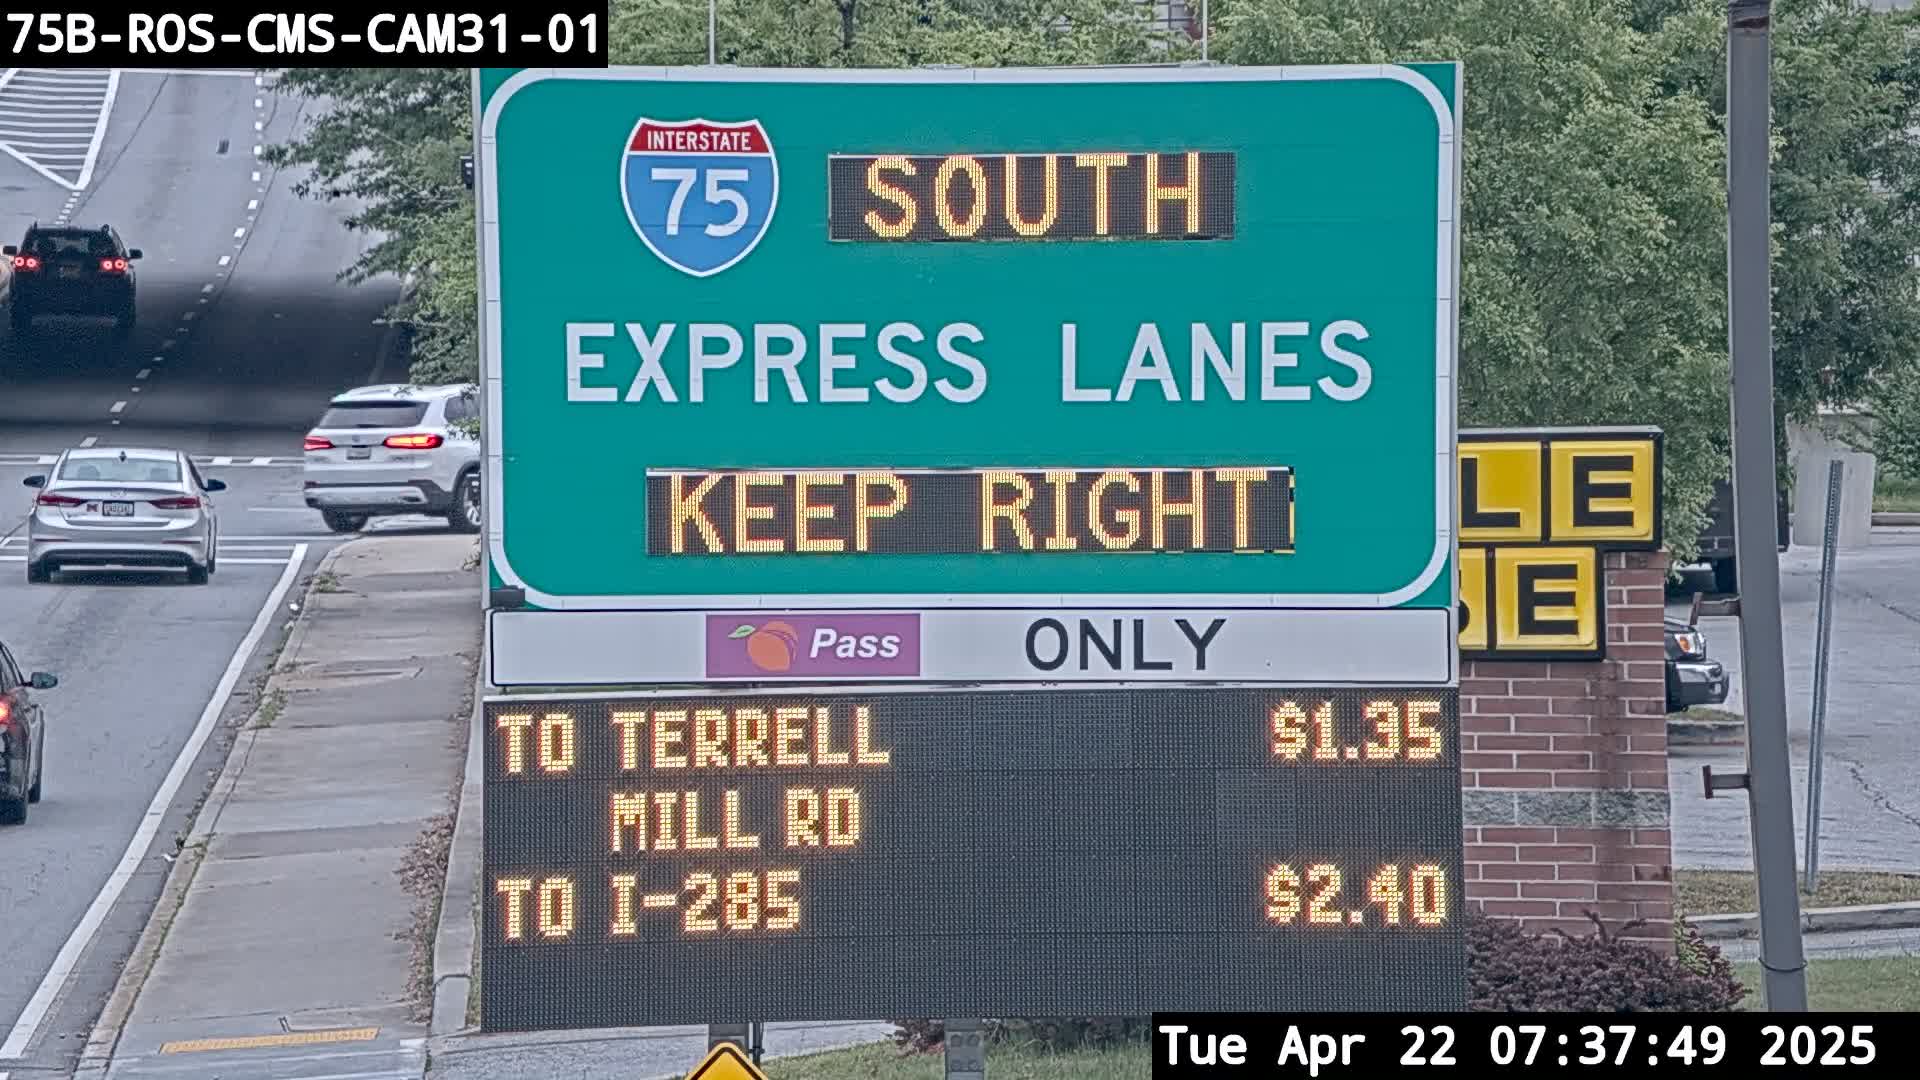 75B-ROS-CMS-CAM31-01
INTERSTATE
75
SOUTH
EXPRESS LANES
KEEP RIGHT
Pass ONLY
TO TERRELL $1.35
MILL RD
TO I-285 $2.40
LE
E
Tue Apr 22 07:37:49 2025